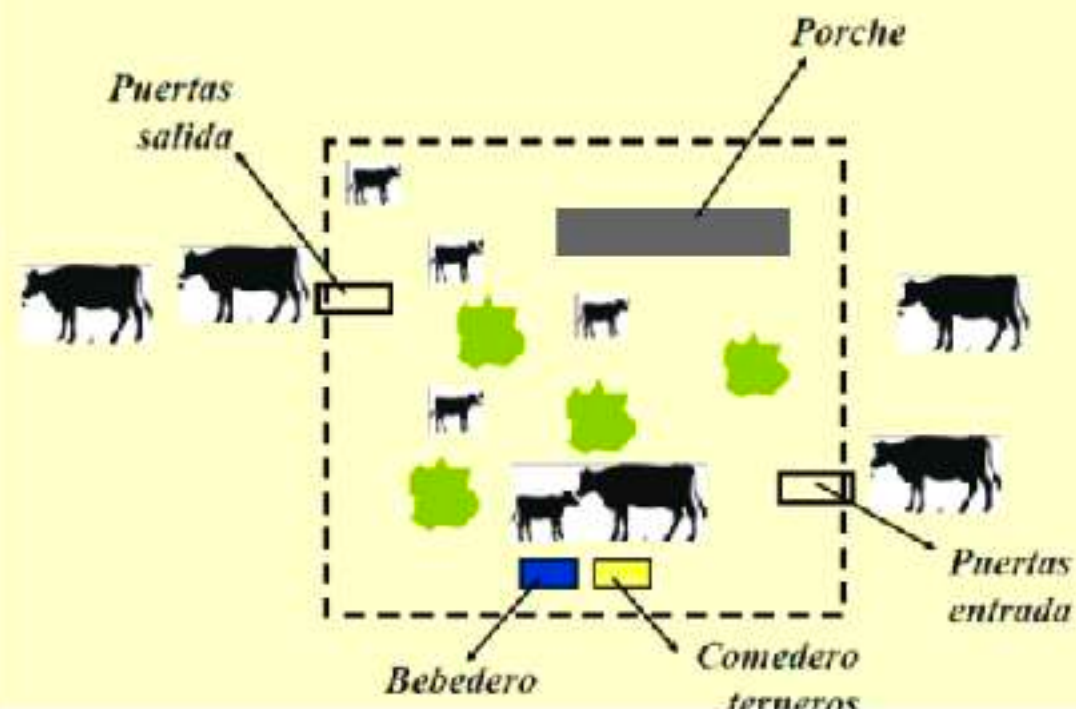 Porche
Puertas
salida
Puertas
entrada
Bebedero
Comedero
terneros